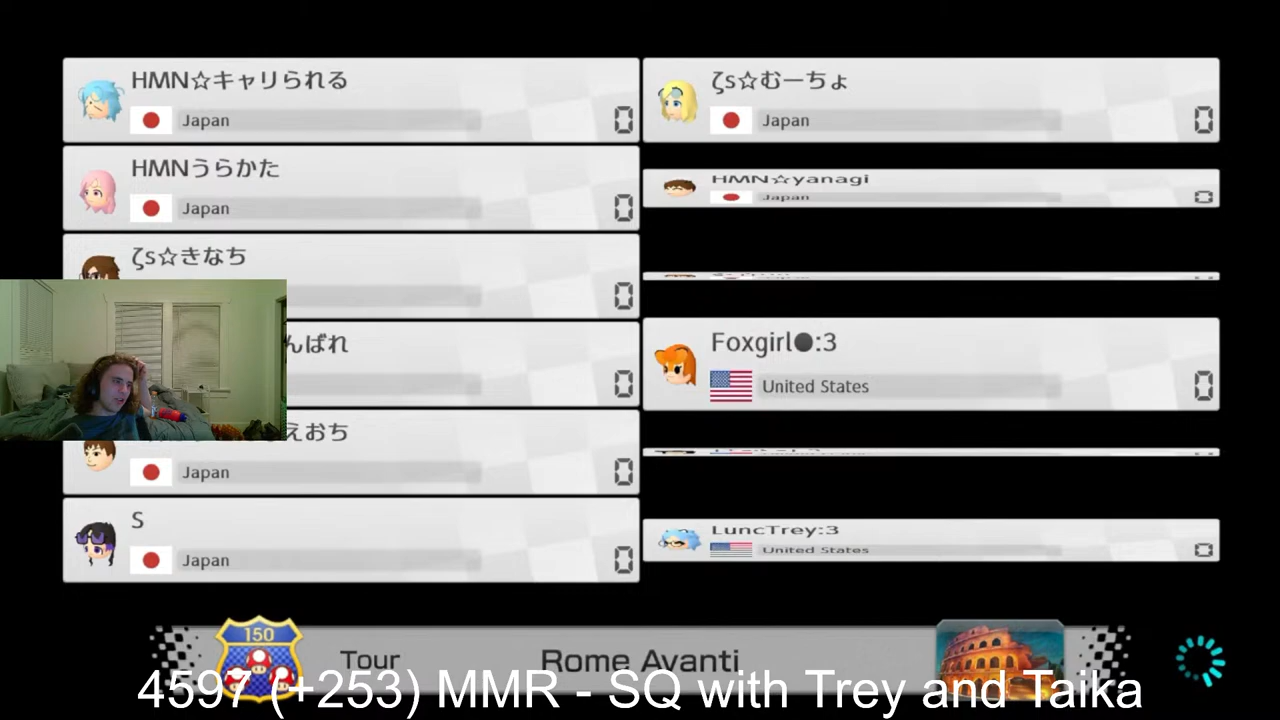 HMN☆キャリられる
Japan
0
HMNうらかた
Japan
0
ζs☆きなち
0
んばれ
0
えおち
Japan
0
S
Japan
0
ζs☆むーちょ
Japan
0
HMN☆yanagi
Japan
0
Foxgirl●:3
United States
0
LuncTrey:3
United States
0
150
Tour
Rome Avanti
4597 (+253) MMR - SQ with Trey and Taika